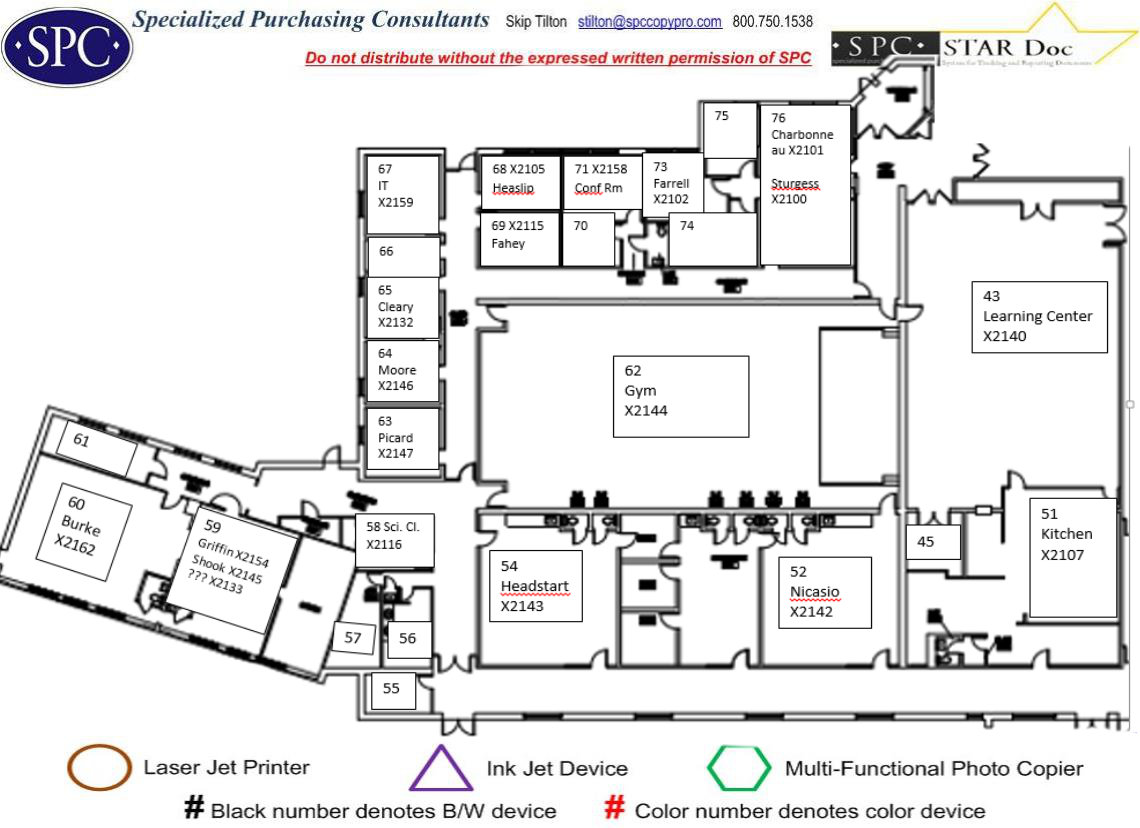 SPC
Specialized Purchasing Consultants Skip Tilton stilton@spccopypro.com 800.750.1538
Do not distribute without the expressed written permission of SPC
S P C STAR Doc
System for Tracking and Reporting Documents
67
IT
X2159
66
65
Cleary
X2132
64
Moore
X2146
63
Picard
X2147
68 X2105
Heaslip
71 X2158
Conf Rm
73
Farrell
X2102
75
76
Charbonne
au X2101
Sturgess
X2100
69 X2115
Fahey
70
74
43
Learning Center
X2140
62
Gym
X2144
61
60
Burke
X2162
59
Griffin X2154
Shook X2145
??? X2133
58 Sci. Cl.
X2116
54
Headstart
X2143
52
Nicasio
X2142
45
51
Kitchen
X2107
57
56
55
Laser Jet Printer
Ink Jet Device
Multi-Functional Photo Copier
# Black number denotes B/W device
# Color number denotes color device